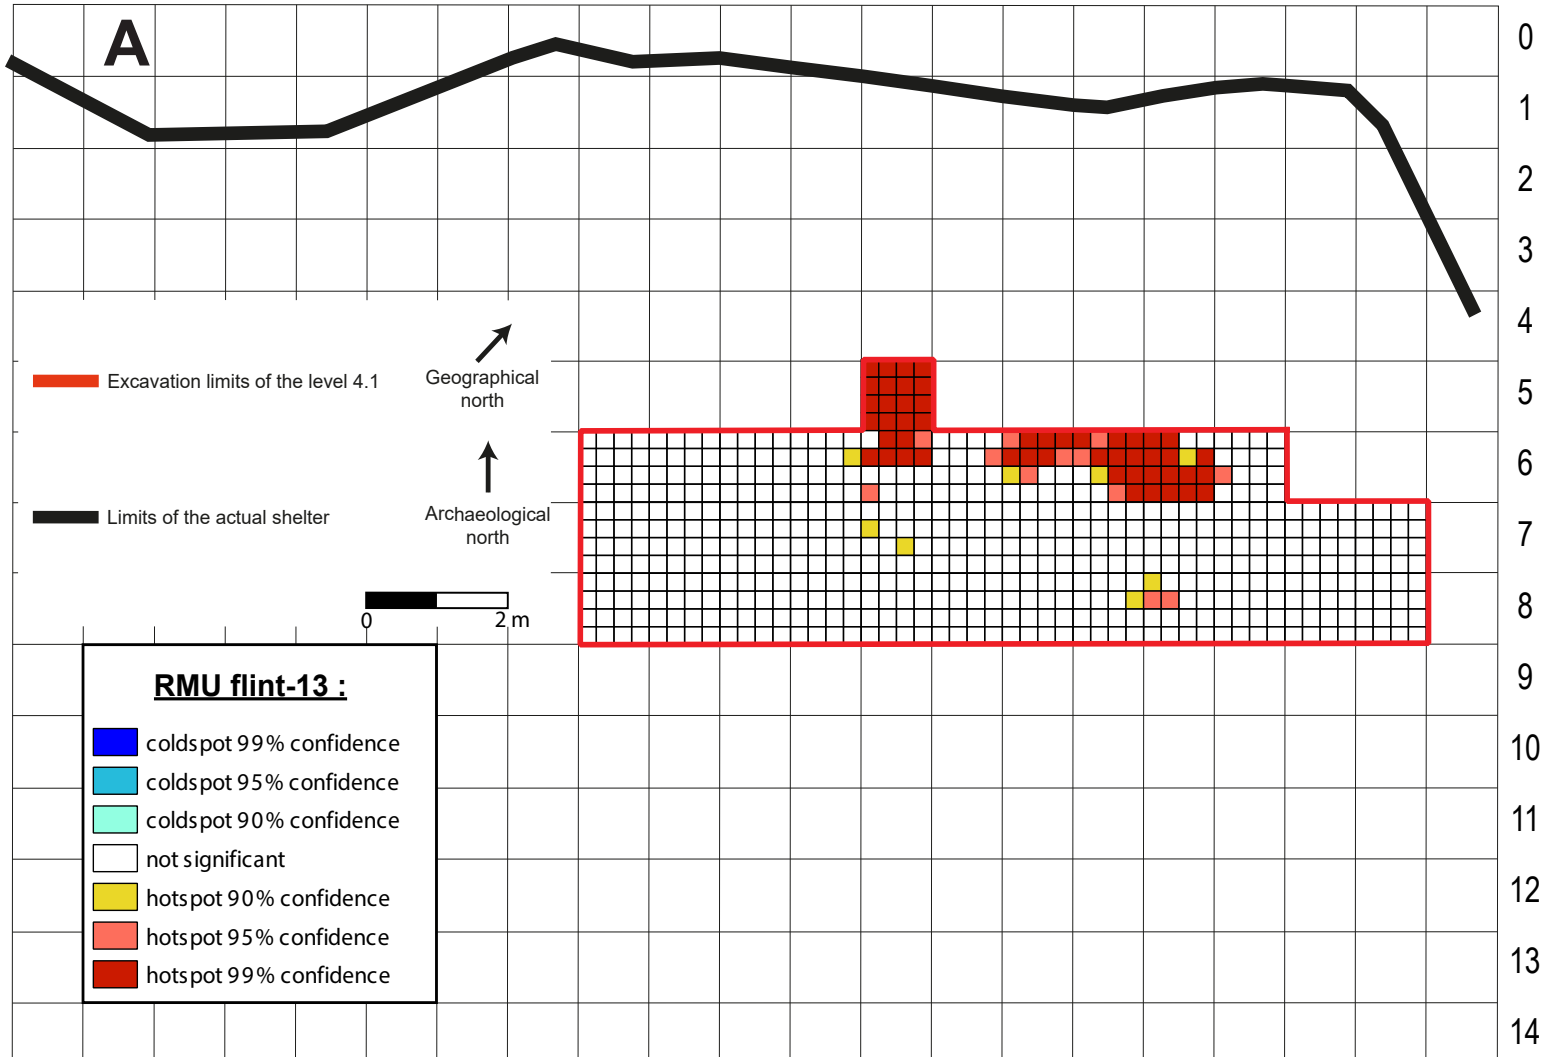 A
0
1
2
3
4
5
6
7
8
9
10
11
12
13
14
Excavation limits of the level 4.1
Geographical
north
Limits of the actual shelter
Archaeological
north
0 2 m
RMU flint-13 :
coldspot 99% confidence
coldspot 95% confidence
coldspot 90% confidence
not significant
hotspot 90% confidence
hotspot 95% confidence
hotspot 99% confidence